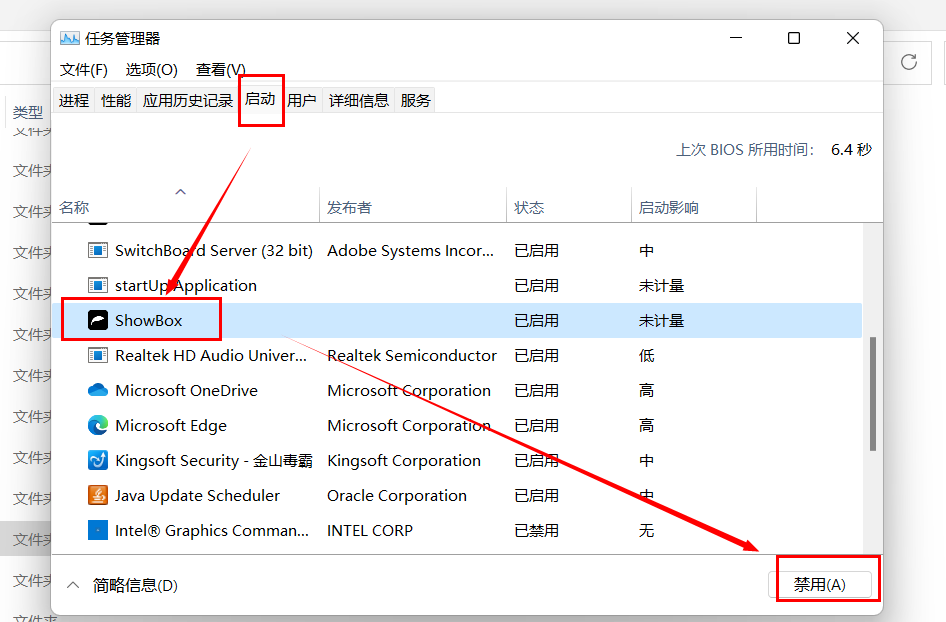 任务管理器
文件(F) 选项(O) 查看(V)
进程 性能 应用历史记录 启动 用户 详细信息 服务
类型
上次 BIOS 所用时间: 6.4 秒
名称 发布者 状态 启动影响
文件夹
文件夹
文件夹
SwitchBoard Server (32 bit) Adobe Systems Incor... 已启用 中
文件夹
startUp Application 已启用 未计量
文件夹
ShowBox 已启用 未计量
文件夹
Realtek HD Audio Univer... Realtek Semiconductor 已启用 低
文件夹
Microsoft OneDrive Microsoft Corporation 已启用 高
文件夹
Microsoft Edge Microsoft Corporation 已启用 高
文件夹
Kingsoft Security - 金山毒霸 Kingsoft Corporation 已启用 中
文件夹
Java Update Scheduler Oracle Corporation 已启用 中
文件夹
Intel® Graphics Comman... INTEL CORP 已禁用 无
文件夹
简略信息(D) 禁用(A)
文件夹
文件夹